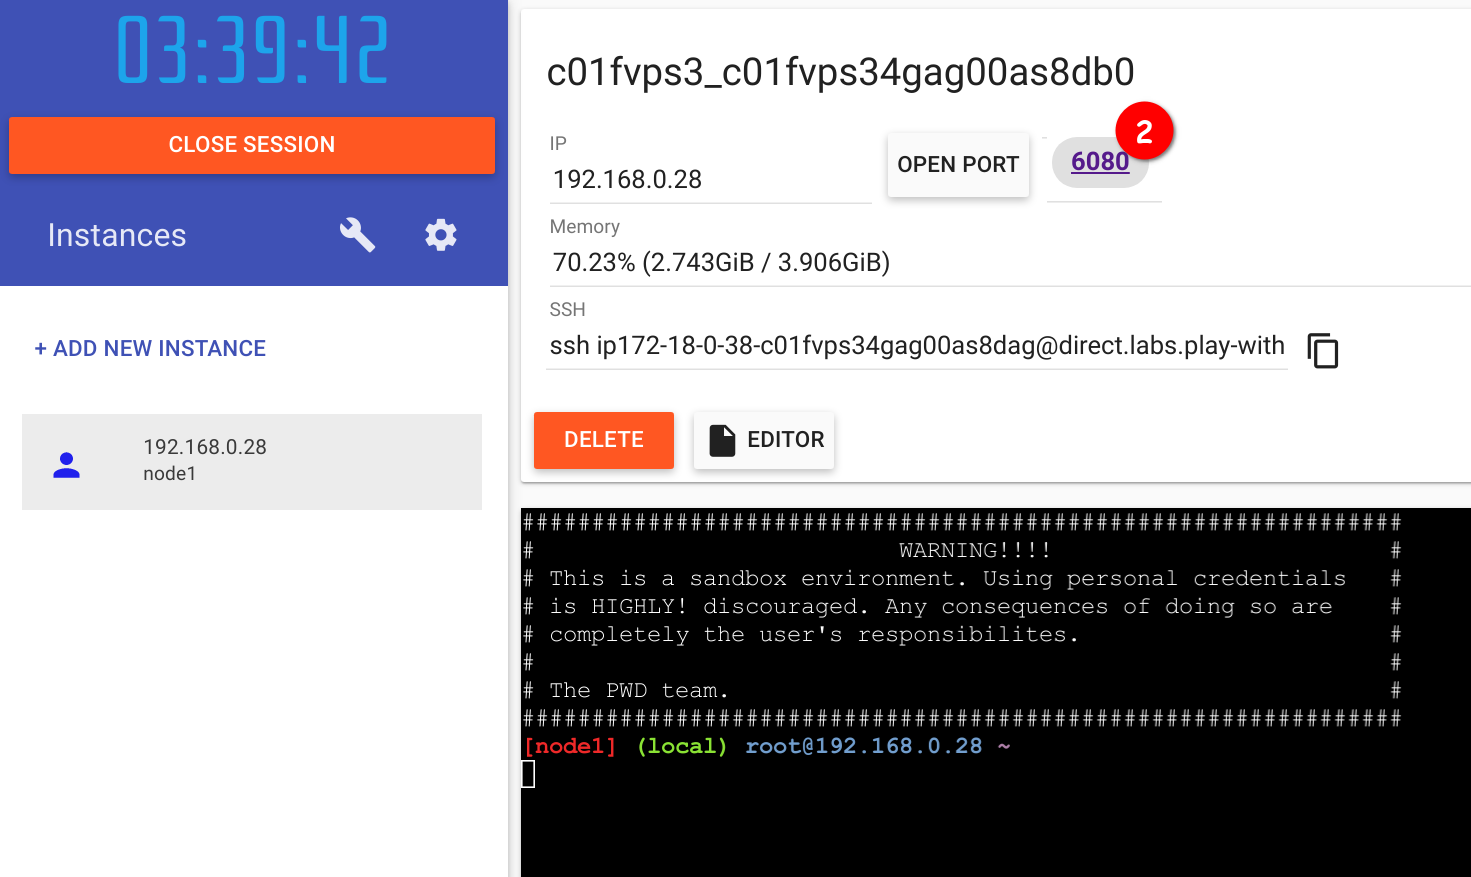 03:39:42
CLOSE SESSION
Instances
+ ADD NEW INSTANCE
192.168.0.28
node1
c01fvps3_c01fvps34gag00as8db0
IP
192.168.0.28
OPEN PORT
6080
2
Memory
70.23% (2.743GiB / 3.906GiB)
SSH
ssh ip172-18-0-38-c01fvps34gag00as8dag@direct.labs.play-with
DELETE
EDITOR
###############################################################
#                          WARNING!!!!                        #
# This is a sandbox environment. Using personal credentials   #
# is HIGHLY! discouraged. Any consequences of doing so are    #
# completely the user's responsibilites.                      #
#                                                             #
# The PWD team.                                               #
###############################################################
[node1] (local) root@192.168.0.28 ~